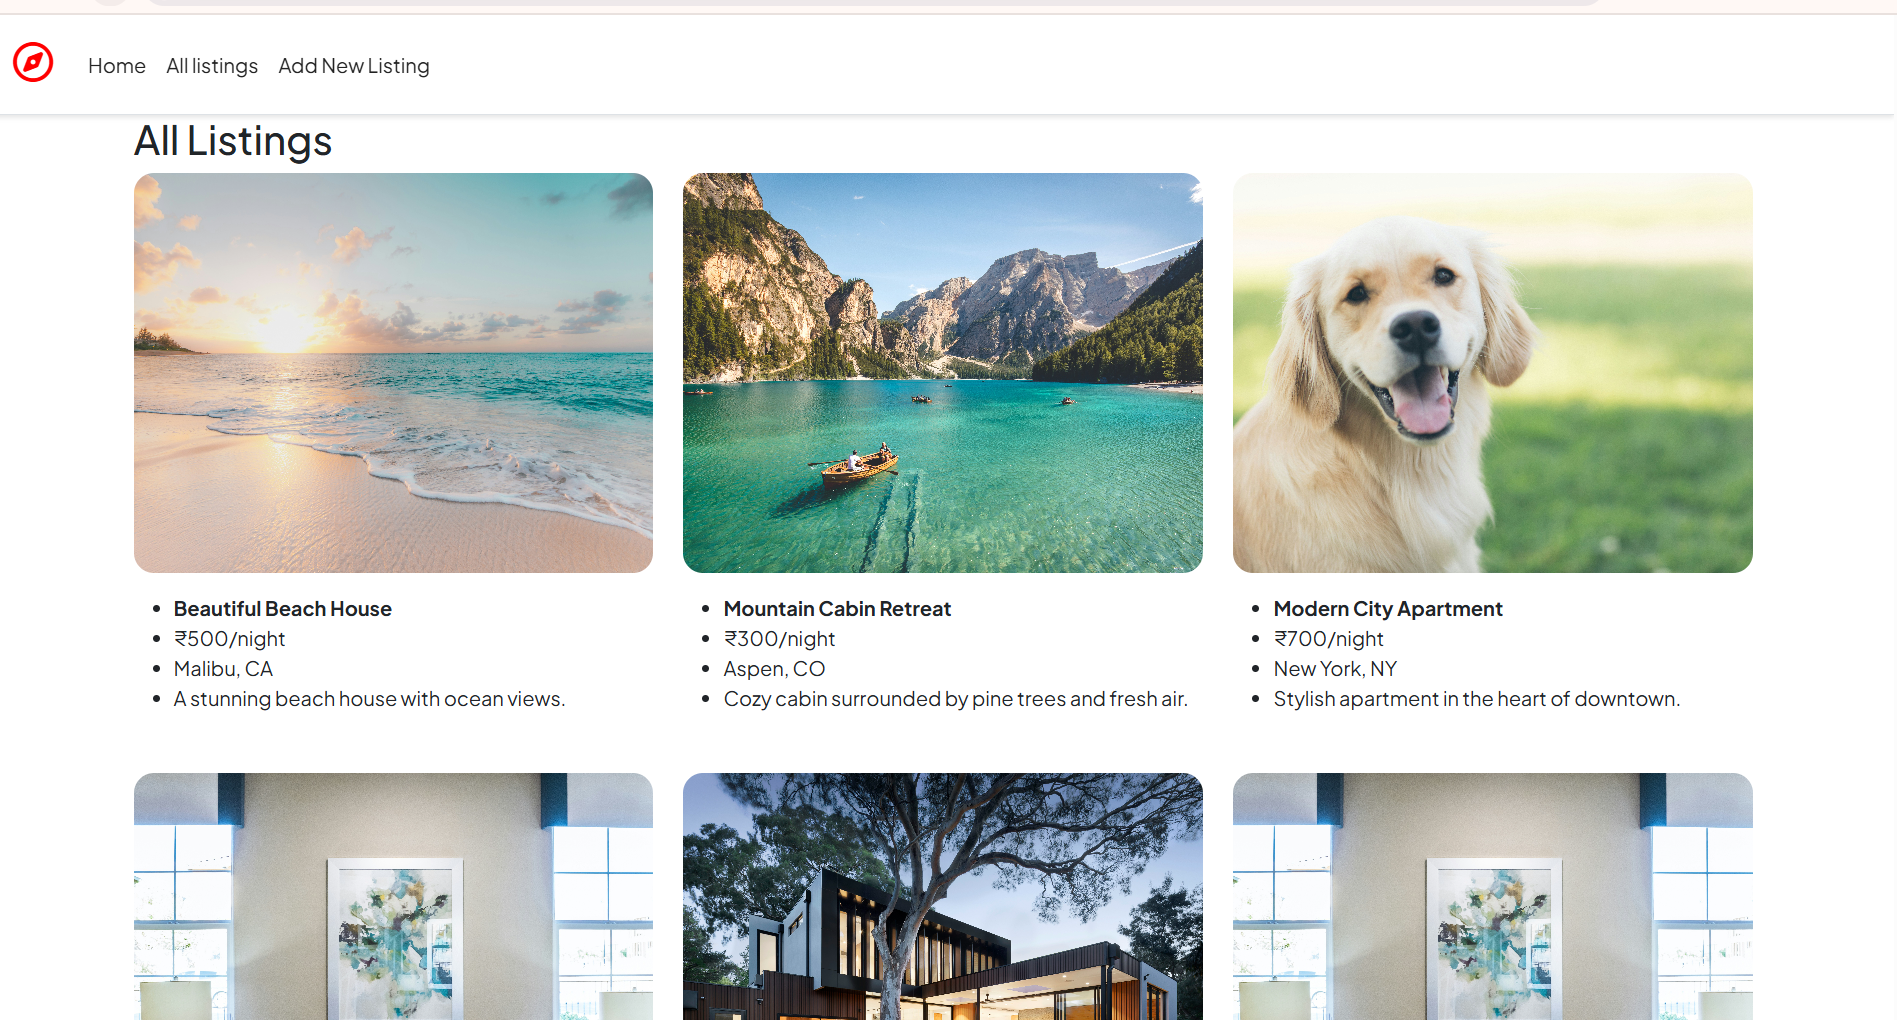 Home All listings Add New Listing
All Listings
Beautiful Beach House
₹500/night
Malibu, CA
A stunning beach house with ocean views.
Mountain Cabin Retreat
₹300/night
Aspen, CO
Cozy cabin surrounded by pine trees and fresh air.
Modern City Apartment
₹700/night
New York, NY
Stylish apartment in the heart of downtown.